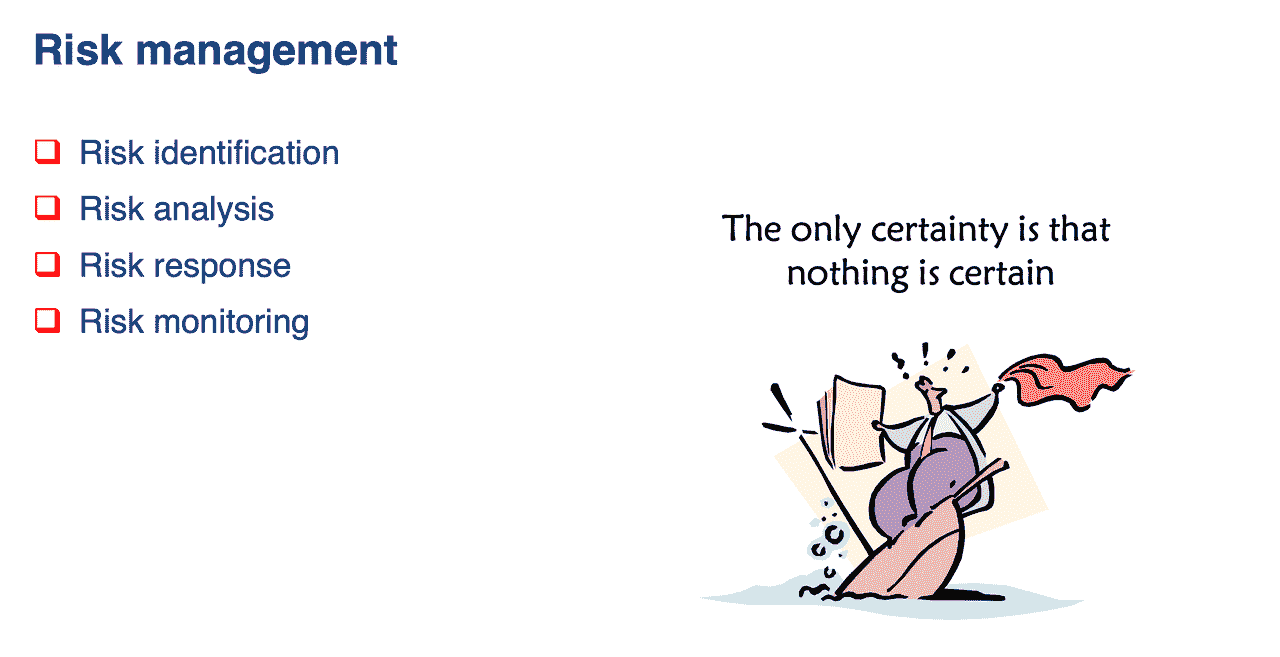 Risk management
Risk identification
Risk analysis
Risk response
Risk monitoring
The only certainty is that
nothing is certain